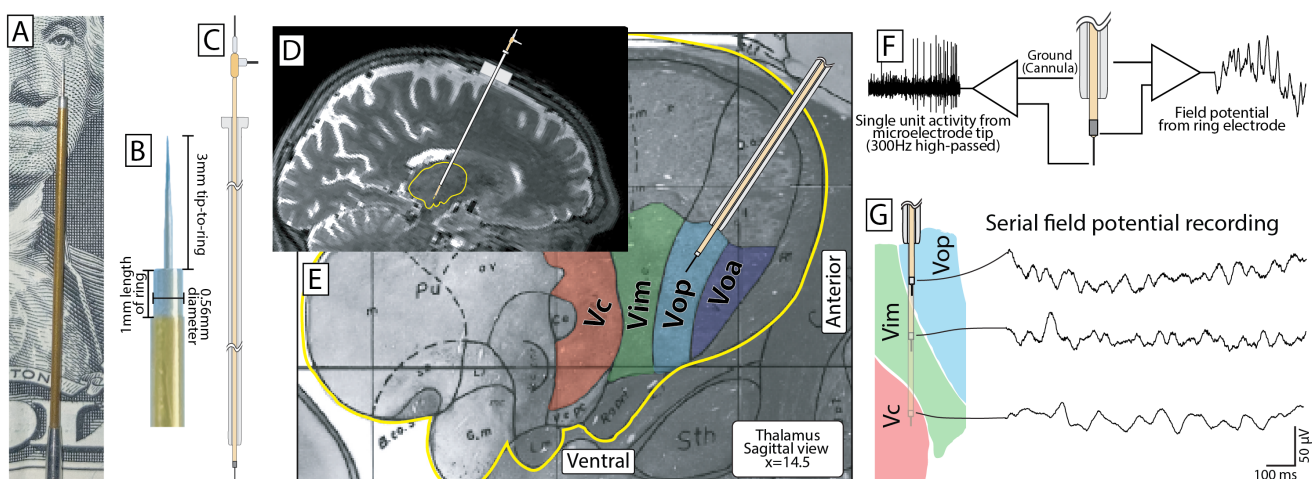 A
TON
B
3mm tip-to-ring
1mm length
of ring
0.56mm
diameter
C
D
E
Pu
m
Vc
Vim
Vop
Voa
Anterior
Sth
G.m
Ventral
Thalamus
Sagittal view
x=14.5
F
Ground
(Cannula)
Single unit activity from
microelectrode tip
(300Hz high-passed)
Field potential
from ring electrode
G
Serial field potential recording
Vop
Vim
Vc
50 µV
100 ms